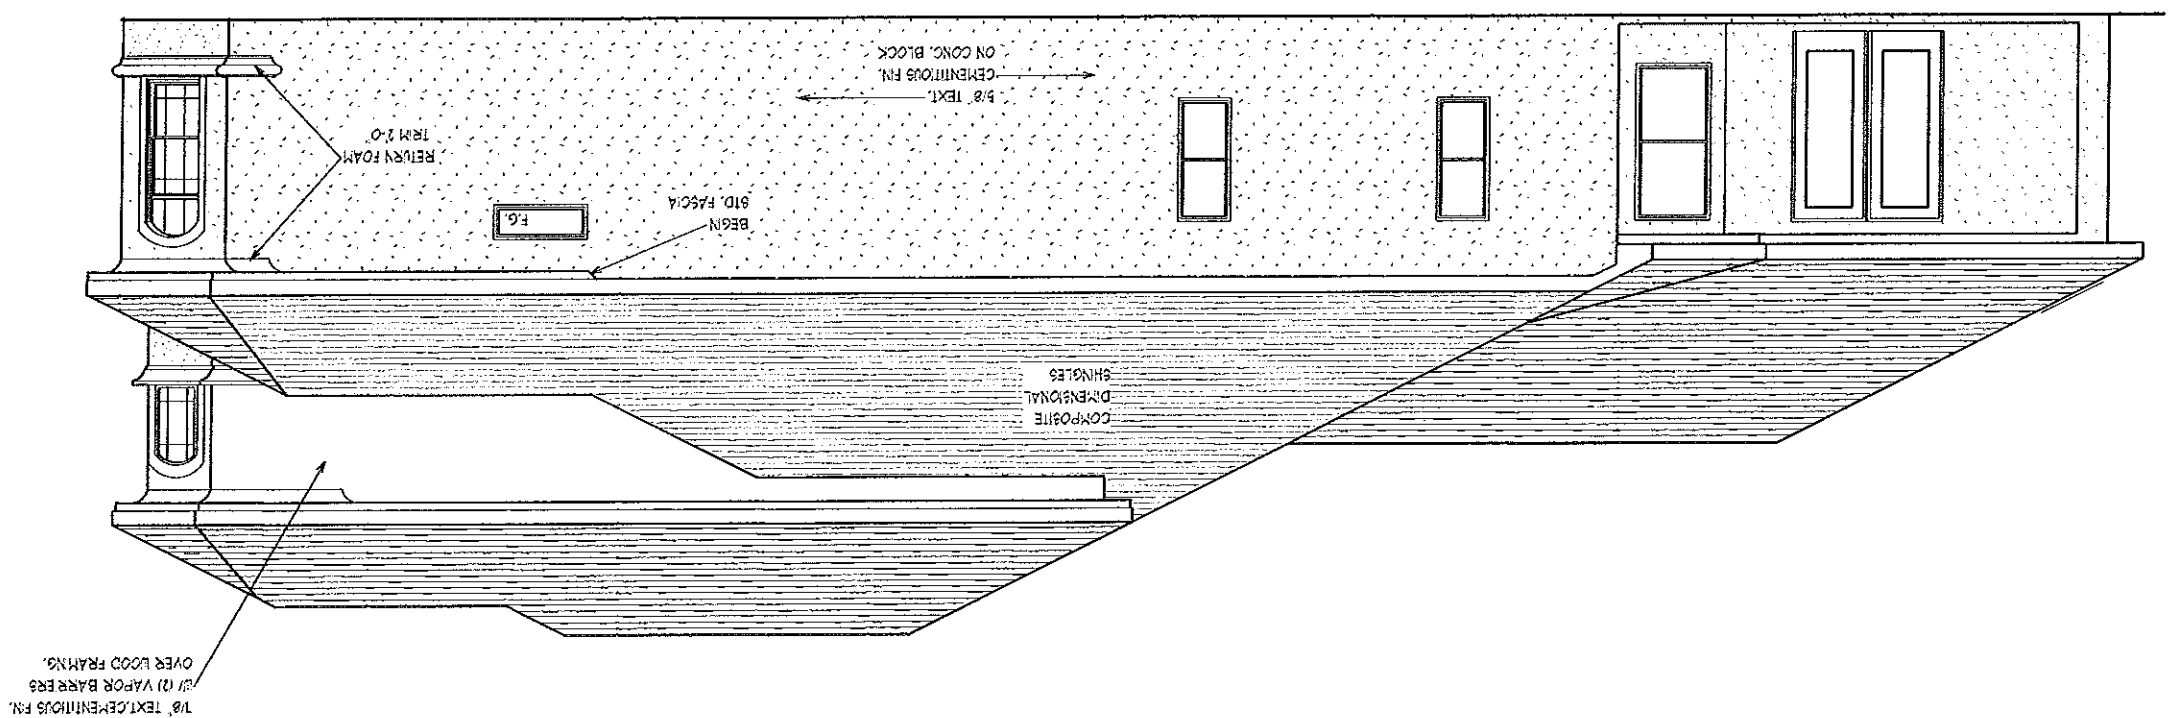 7/8" TEXT.CEMENTITIOUS FIN.
W/ (2) VAPOR BARRIERS
OVER WOOD FRAMING.
COMPOSITE
DIMENSIONAL
SHINGLES
BEGIN
STD. FASCIA
F.G.
RETURN FOAM
TRIM 2'-0"
5/8" TEXT.
CEMENTITIOUS FIN.
ON CONC. BLOCK